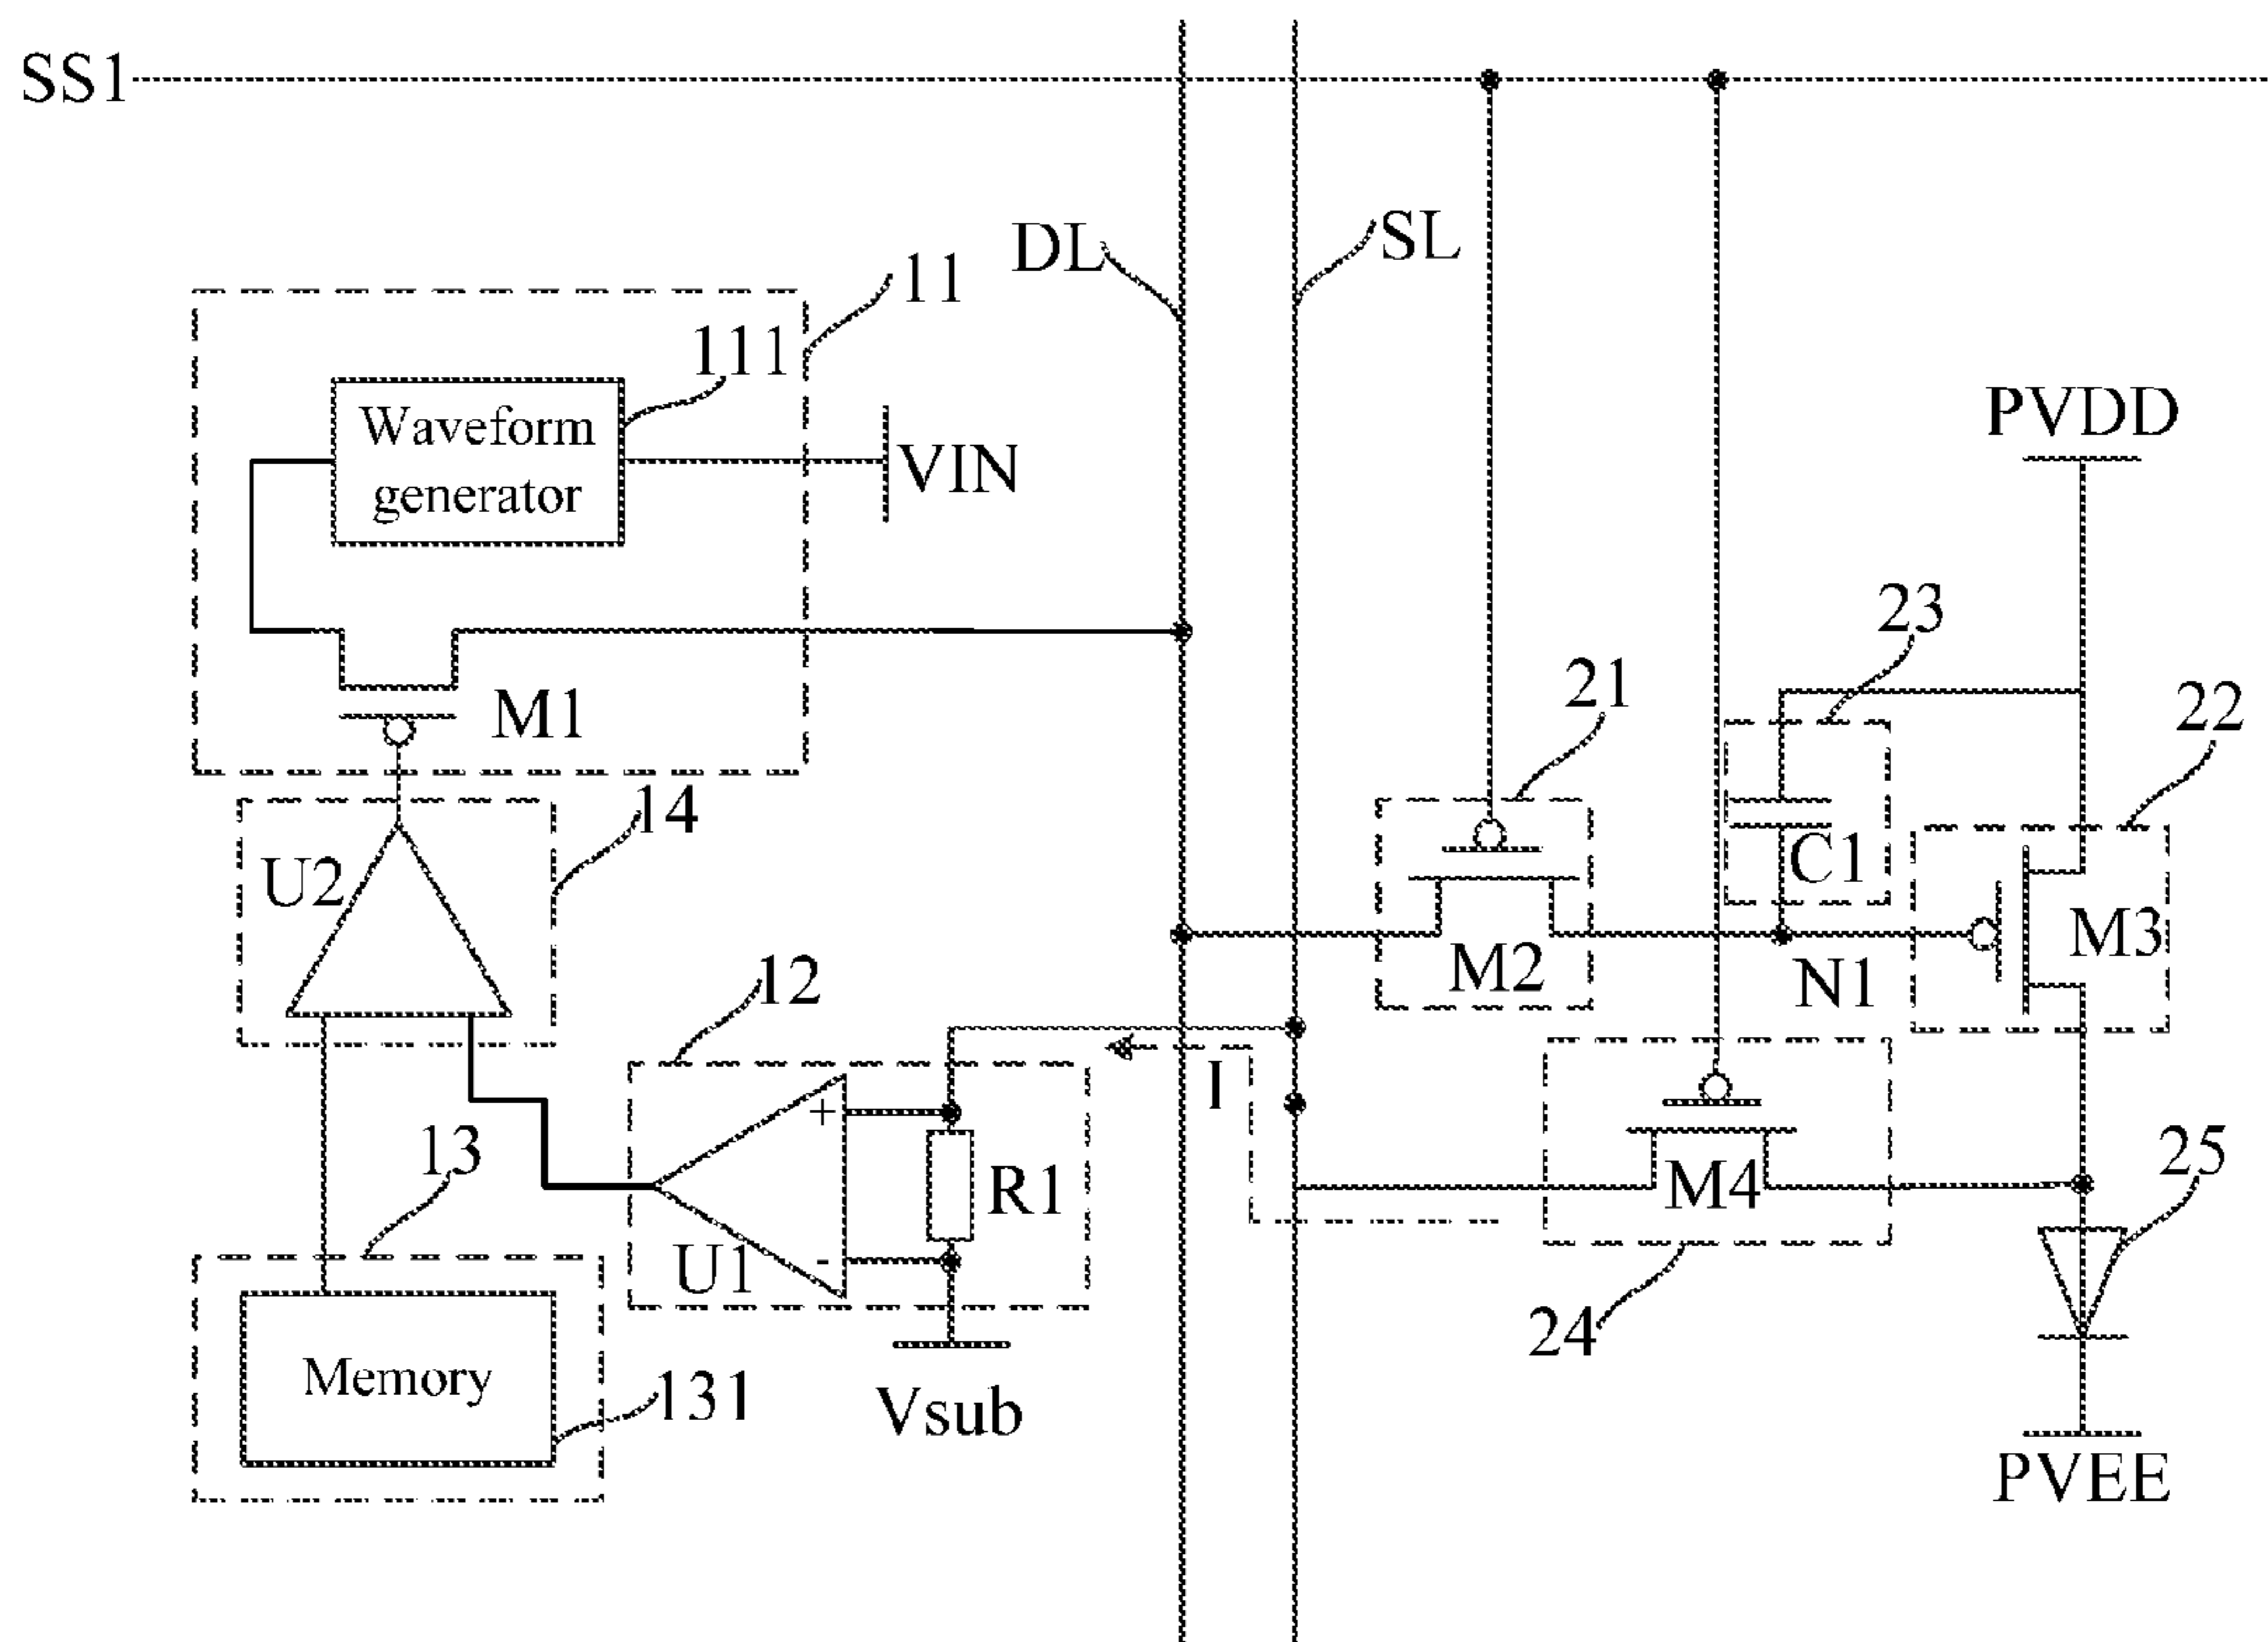 SS1
DL
SL
11
111
Waveform
generator
VIN
PVDD
23
21
22
M1
14
U2
C1
M3
M2
N1
12
I
+
13
R1
M4
25
-
U1
24
Memory
131
Vsub
PVEE